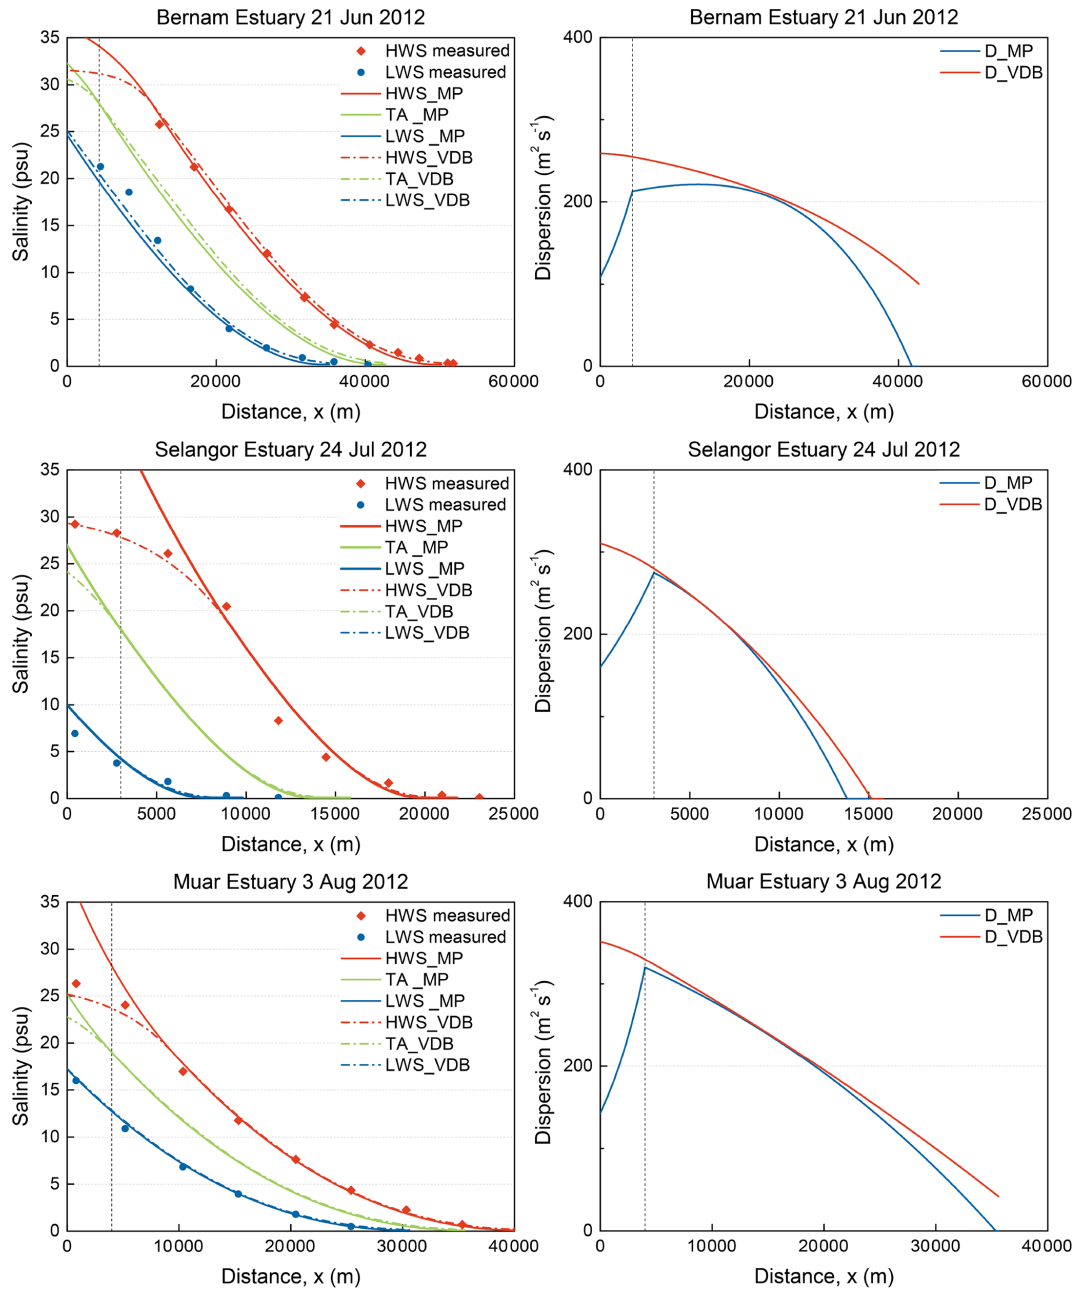 Bernam Estuary 21 Jun 2012
35
30
25
20
15
10
5
0
Salinity (psu)
0
20000
40000
60000
Distance, x (m)
HWS measured
LWS measured
HWS_MP
TA _MP
LWS_MP
HWS_VDB
TA_VDB
LWS_VDB
Bernam Estuary 21 Jun 2012
400
200
0
Dispersion (m² s⁻¹)
0
20000
40000
60000
Distance, x (m)
D_MP
D_VDB
Selangor Estuary 24 Jul 2012
35
30
25
20
15
10
5
0
Salinity (psu)
0
5000
10000
15000
20000
25000
Distance, x (m)
HWS measured
LWS measured
HWS_MP
TA _MP
LWS_MP
HWS_VDB
TA_VDB
LWS_VDB
Selangor Estuary 24 Jul 2012
400
200
0
Dispersion (m² s⁻¹)
0
5000
10000
15000
20000
25000
Distance, x (m)
D_MP
D_VDB
Muar Estuary 3 Aug 2012
35
30
25
20
15
10
5
0
Salinity (psu)
0
10000
20000
30000
40000
Distance, x (m)
HWS measured
LWS measured
HWS_MP
TA _MP
LWS_MP
HWS_VDB
TA_VDB
LWS_VDB
Muar Estuary 3 Aug 2012
400
200
0
Dispersion (m² s⁻¹)
0
10000
20000
30000
40000
Distance, x (m)
D_MP
D_VDB